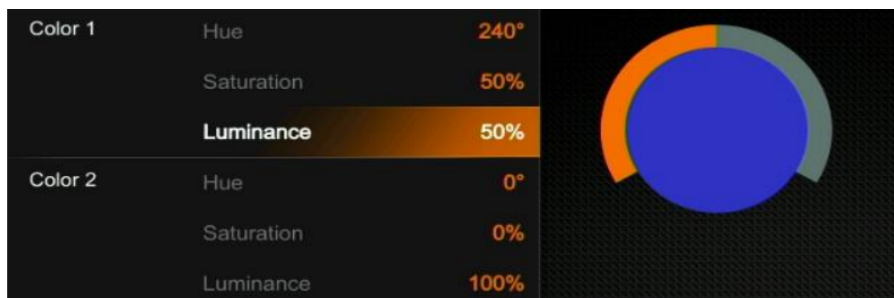 Color 1 Hue 240°
Saturation 50%
Luminance 50%
Color 2 Hue 0°
Saturation 0%
Luminance 100%